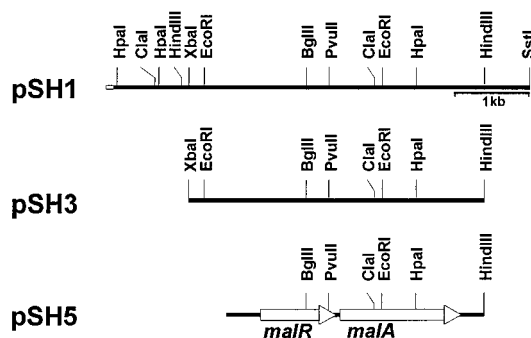 HpaI ClaI HpaI HindIII XbaI EcoRI BglII PvuII ClaI EcoRI HpaI HindIII SstI
pSH1
1kb
XbaI EcoRI BglII PvuII ClaI EcoRI HpaI HindIII
pSH3
BglII PvuII ClaI EcoRI HpaI HindIII
pSH5
malR malA